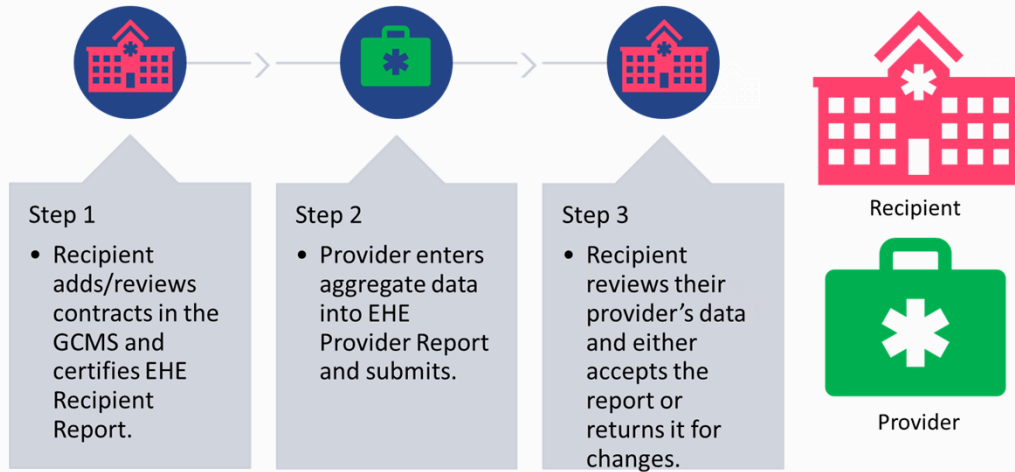 Step 1
• Recipient
adds/reviews
contracts in the
GCMS and
certifies EHE
Recipient
Report.
Step 2
• Provider enters
aggregate data
into EHE
Provider Report
and submits.
Step 3
• Recipient
reviews their
provider’s data
and either
accepts the
report or
returns it for
changes.
Recipient
Provider